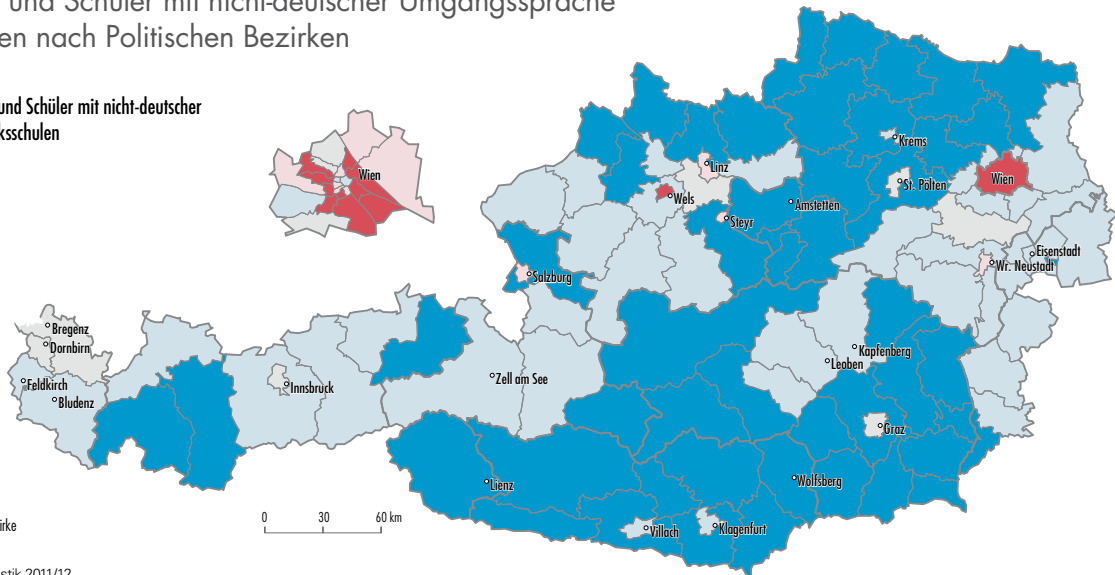 und Schüler mit nicht-deutscher Umgangssprache
en nach Politischen Bezirken
und Schüler mit nicht-deutscher
ksschulen
Wien
Krems
Linz
St. Pölten
Wien
Wels
Amstetten
Steyr
Eisenstadt
Wr. Neustadt
Salzburg
Bregenz
Dornbirn
Kapfenberg
Leoben
Feldkirch
Innsbruck
Zell am See
Bludenz
Graz
Lienz
Wolfsberg
0 30 60 km
Villach
Klagenfurt
irke
istik 2011/12